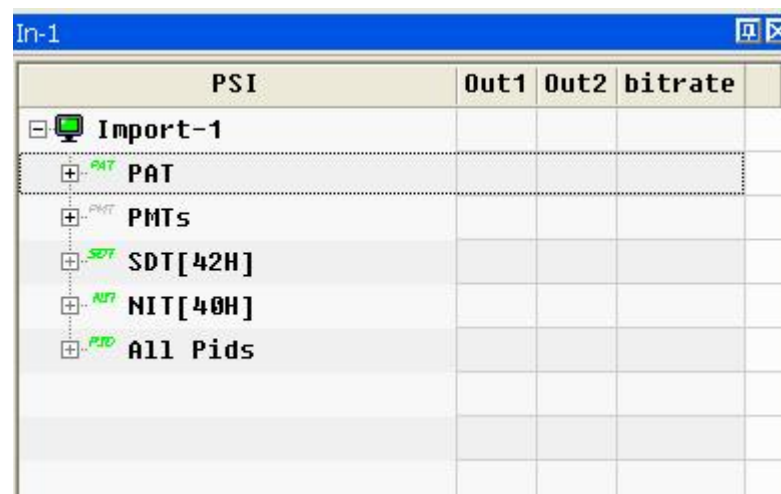 In-1
PSI Out1 Out2 bitrate
Import-1
PAT PAT
PMT PMTs
SDT SDT[42H]
NIT NIT[40H]
PID All Pids